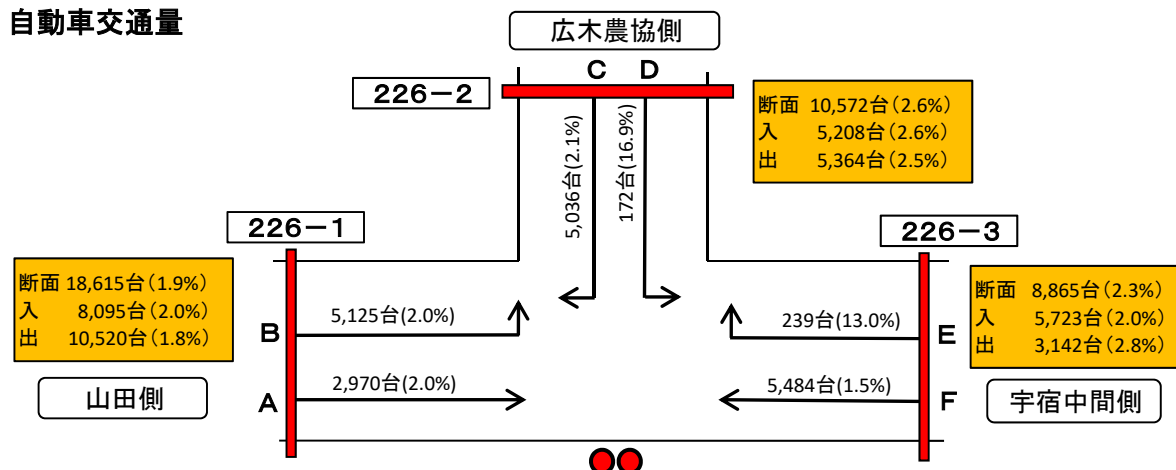 自動車交通量
広木農協側
C D
226-2
断面 10,572台(2.6%)
入 5,208台(2.6%)
出 5,364台(2.5%)
5,036台(2.1%)
172台(16.9%)
226-1
226-3
断面 18,615台(1.9%)
入 8,095台(2.0%)
出 10,520台(1.8%)
断面 8,865台(2.3%)
入 5,723台(2.0%)
出 3,142台(2.8%)
B
5,125台(2.0%)
239台(13.0%)
E
A
2,970台(2.0%)
5,484台(1.5%)
F
山田側
宇宿中間側